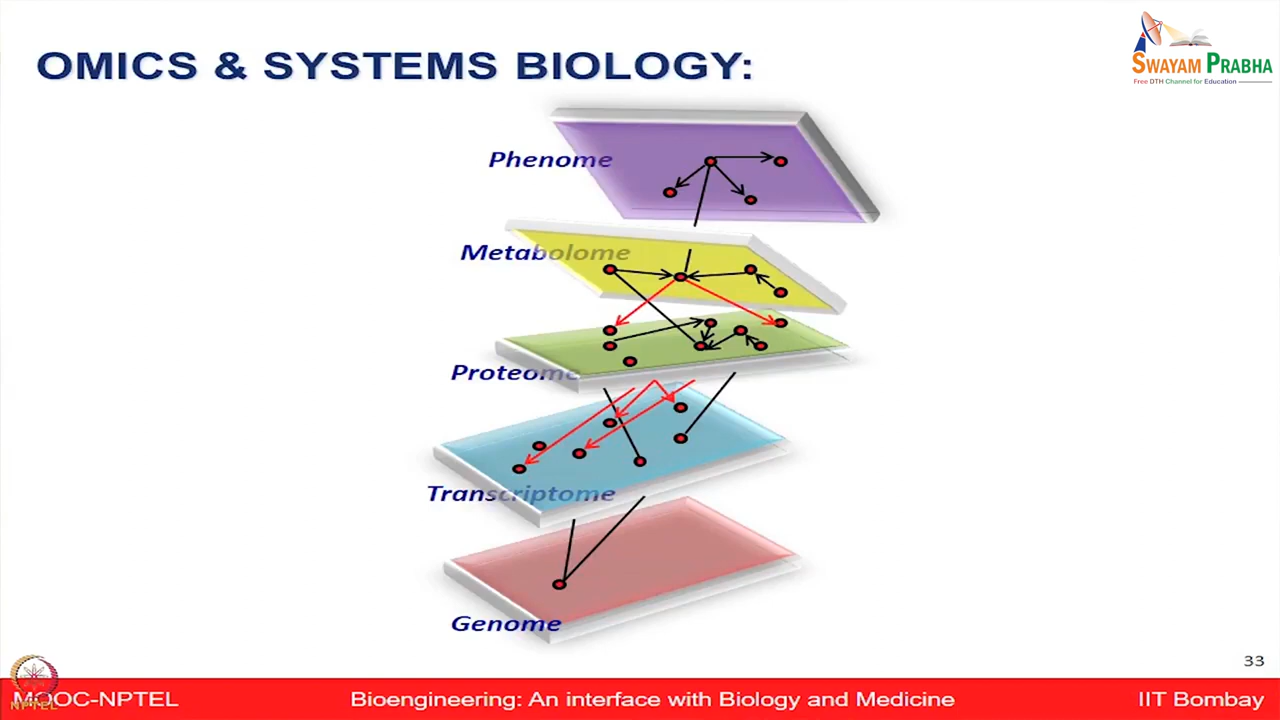 OMICS & SYSTEMS BIOLOGY:
SWAYAM PRABHA
Free DTH Channel for Education
Phenome
Metabolome
Proteome
Transcriptome
Genome
33
MOOC-NPTEL
Bioengineering: An interface with Biology and Medicine
IIT Bombay
NPTEL